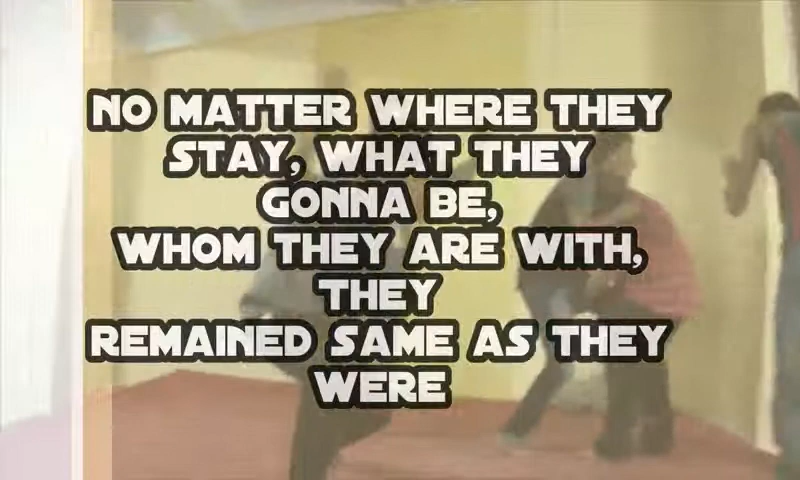 NO MATTER WHERE THEY
STAY, WHAT THEY
GONNA BE,
WHOM THEY ARE WITH,
THEY
REMAINED SAME AS THEY
WERE